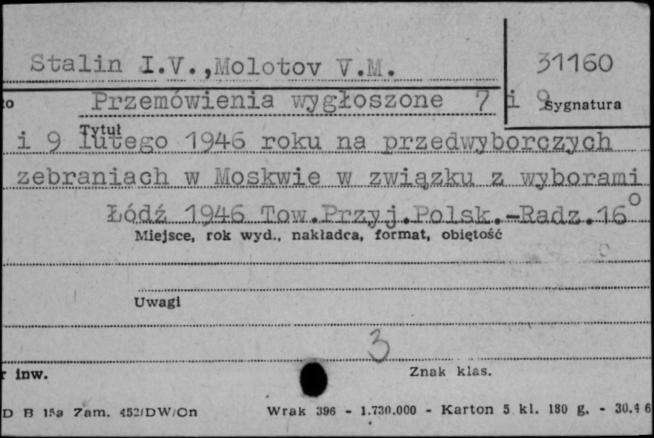 Stalin I.V.,Molotov V.M. 31160
Przemówienia wygłoszone 7 i 9
Sygnatura
Tytuł
i 9 lutego 1946 roku na przedwyborczych
zebraniach w Moskwie w związku z wyborami
Łódź 1946 Tow.Przyj.Polsk.-Radz.16°
Miejsce, rok wyd., nakładca, format, obiętość
Uwagi
3
r inw. Znak klas.
D B 15a Zam. 452/DW/On Wrak 396 - 1.730.000 - Karton 5 kl. 180 g. - 30.4 6